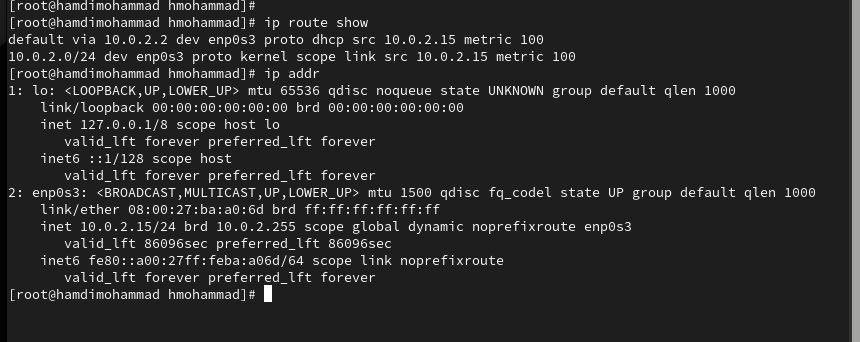 [root@hamdimohammad hmohammad]#
[root@hamdimohammad hmohammad]# ip route show
default via 10.0.2.2 dev enp0s3 proto dhcp src 10.0.2.15 metric 100
10.0.2.0/24 dev enp0s3 proto kernel scope link src 10.0.2.15 metric 100
[root@hamdimohammad hmohammad]# ip addr
1: lo: <LOOPBACK,UP,LOWER_UP> mtu 65536 qdisc noqueue state UNKNOWN group default qlen 1000
    link/loopback 00:00:00:00:00:00 brd 00:00:00:00:00:00
    inet 127.0.0.1/8 scope host lo
       valid_lft forever preferred_lft forever
    inet6 ::1/128 scope host
       valid_lft forever preferred_lft forever
2: enp0s3: <BROADCAST,MULTICAST,UP,LOWER_UP> mtu 1500 qdisc fq_codel state UP group default qlen 1000
    link/ether 08:00:27:ba:a0:6d brd ff:ff:ff:ff:ff:ff
    inet 10.0.2.15/24 brd 10.0.2.255 scope global dynamic noprefixroute enp0s3
       valid_lft 86096sec preferred_lft 86096sec
    inet6 fe80::a00:27ff:feba:a06d/64 scope link noprefixroute
       valid_lft forever preferred_lft forever
[root@hamdimohammad hmohammad]#